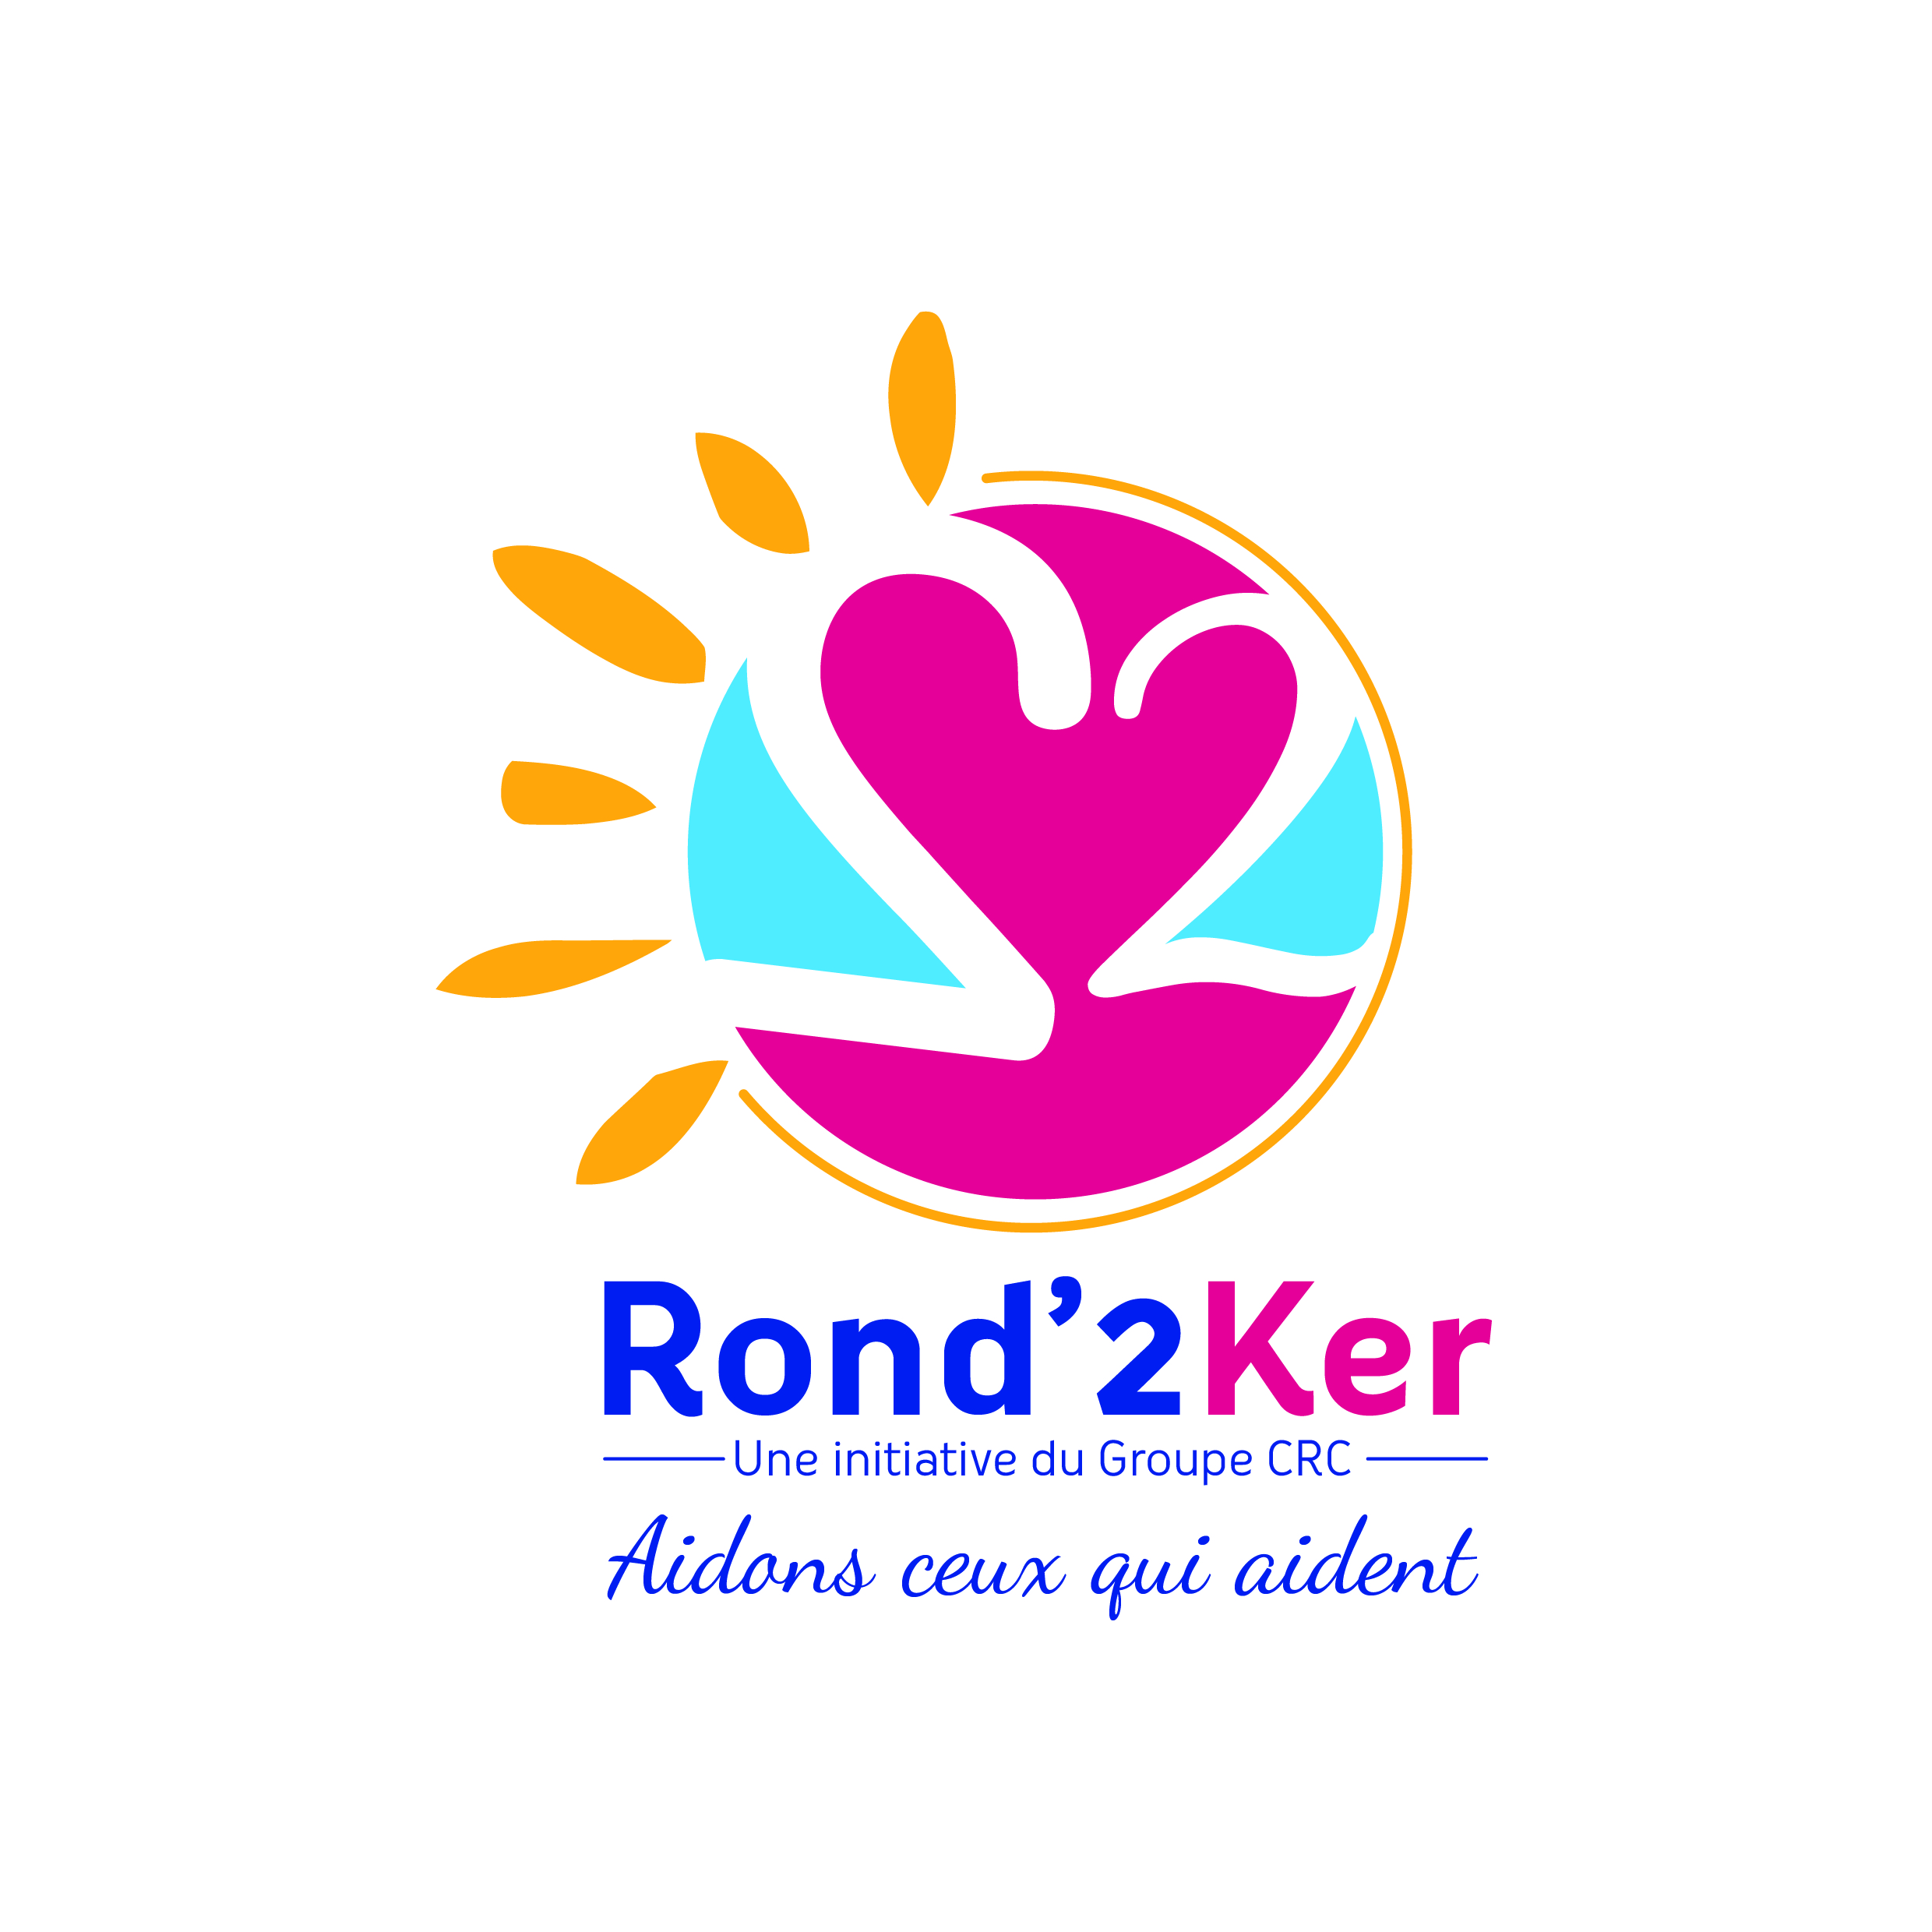 Rond'2Ker
Une initiative du Groupe CRC
Aidons ceux qui aident